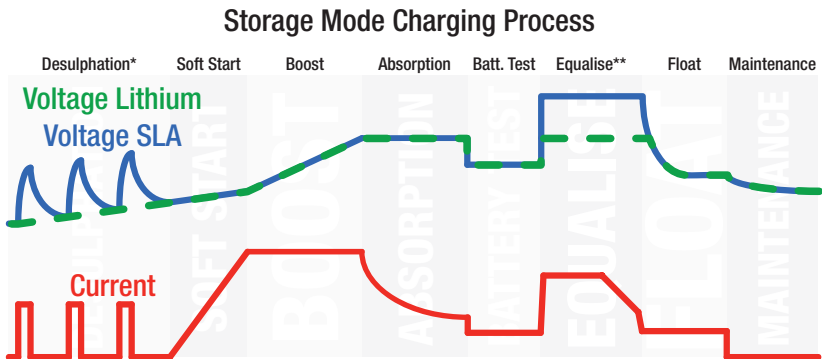 Storage Mode Charging Process
Desulphation* Soft Start Boost Absorption Batt. Test Equalise** Float Maintenance
Voltage Lithium
Voltage SLA
Current
SOFT START
BOOST
ABSORPTION
BATTERY TEST
EQUALISE
FLOAT
MAINTENANCE